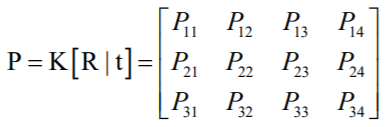 P = K[R | t] = [P₁₁ P₁₂ P₁₃ P₁₄
P₂₁ P₂₂ P₂₃ P₂₄
P₃₁ P₃₂ P₃₃ P₃₄]